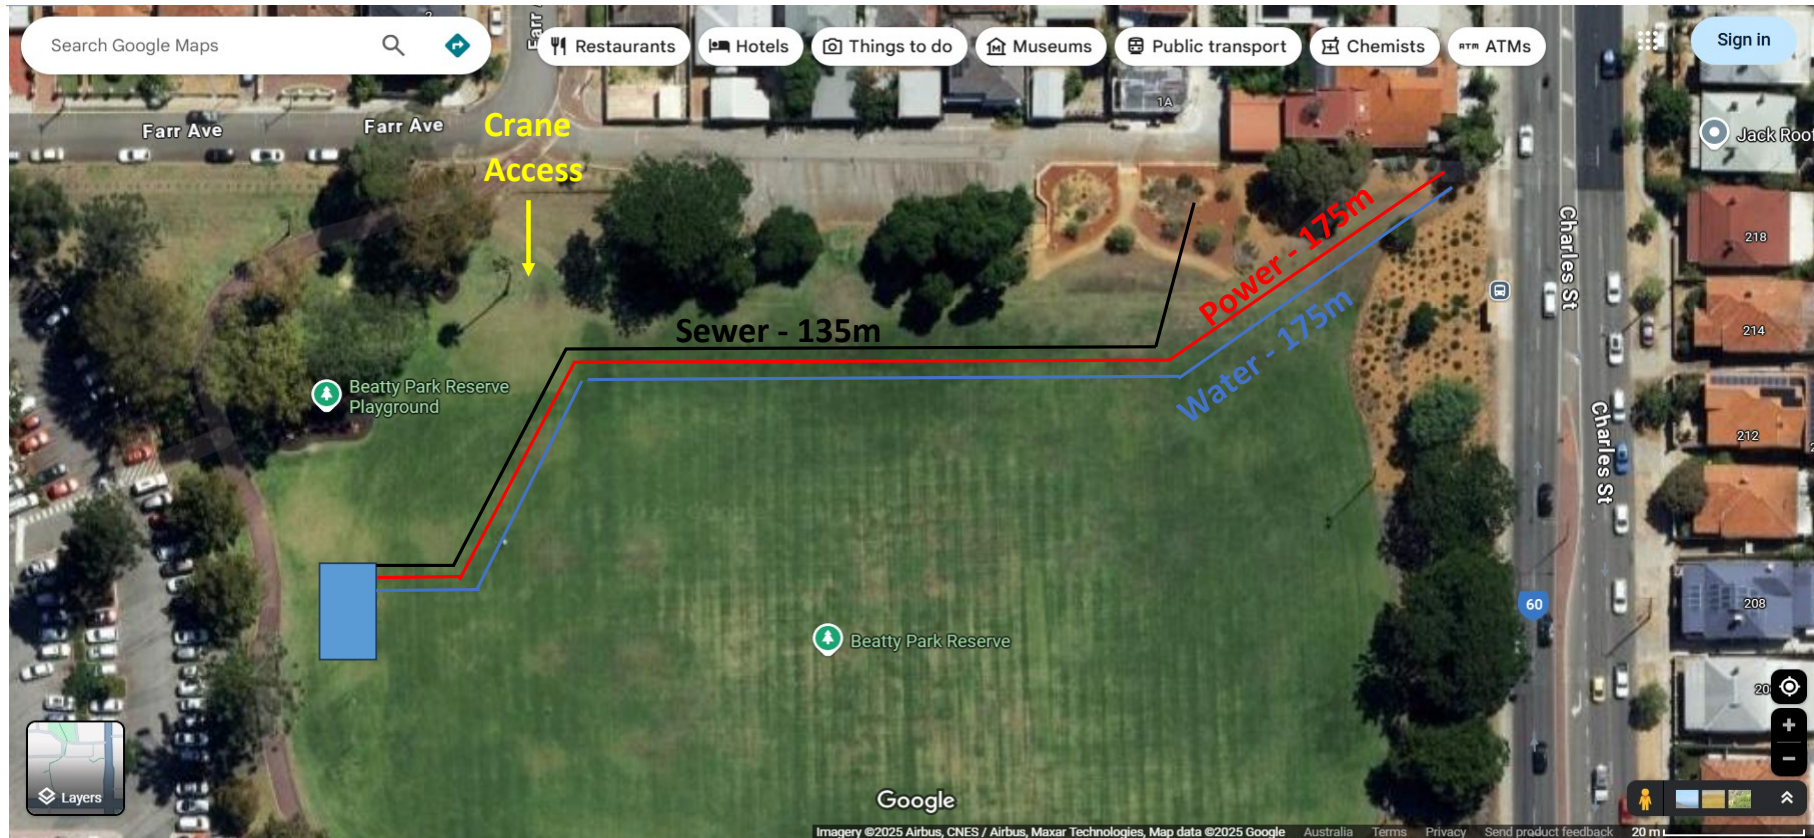 Search Google Maps
Restaurants
Hotels
Things to do
Museums
Public transport
Chemists
ATM ATMs
Sign in
Farr
Farr Ave
Farr Ave
Crane
Access
1A
Jack Roof
Charles St
218
Power - 175m
Sewer - 135m
Water - 175m
214
Beatty Park Reserve
Playground
Charles St
212
60
208
Beatty Park Reserve
Layers
Google
Imagery ©2025 Airbus, CNES / Airbus, Maxar Technologies, Map data ©2025 Google
Australia
Terms
Privacy
Send product feedback
20 m